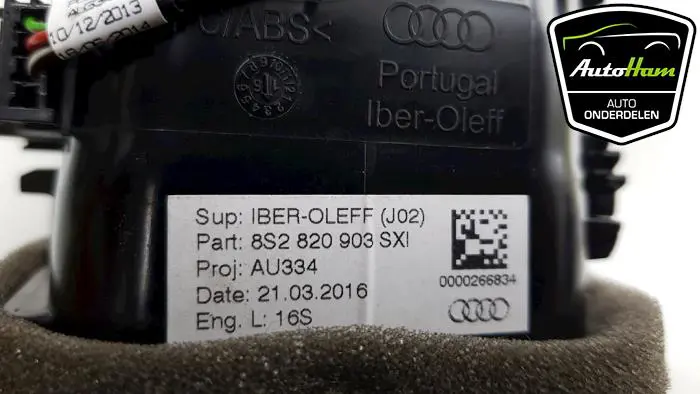 10/12/2013
C/ABS<
Portugal
Iber-Oleff
AutoHam
AUTO
ONDERDELEN
Sup: IBER-OLEFF (J02)
Part: 8S2 820 903 SXI
Proj: AU334
Date: 21.03.2016
Eng. L: 16S
0000266834